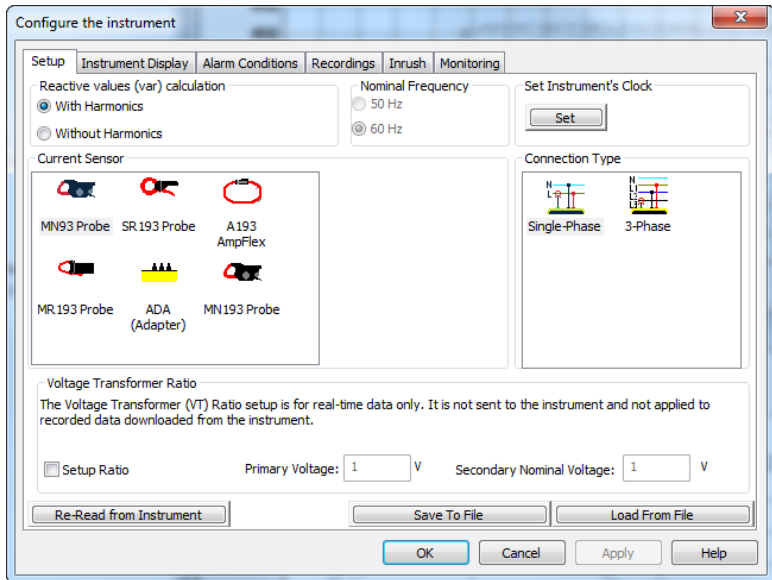 Configure the instrument
X
Setup Instrument Display Alarm Conditions Recordings Inrush Monitoring
Reactive values (var) calculation
With Harmonics
Without Harmonics
Nominal Frequency
50 Hz
60 Hz
Set Instrument's Clock
Set
Current Sensor
MN93 Probe SR193 Probe A193
AmpFlex
MR193 Probe ADA MN193 Probe
(Adapter)
Connection Type
N
L1
N
L1
L2
L3
Single-Phase 3-Phase
Voltage Transformer Ratio
The Voltage Transformer (VT) Ratio setup is for real-time data only. It is not sent to the instrument and not applied to
recorded data downloaded from the instrument.
Setup Ratio Primary Voltage: 1 V Secondary Nominal Voltage: 1 V
Re-Read from Instrument Save To File Load From File
OK Cancel Apply Help